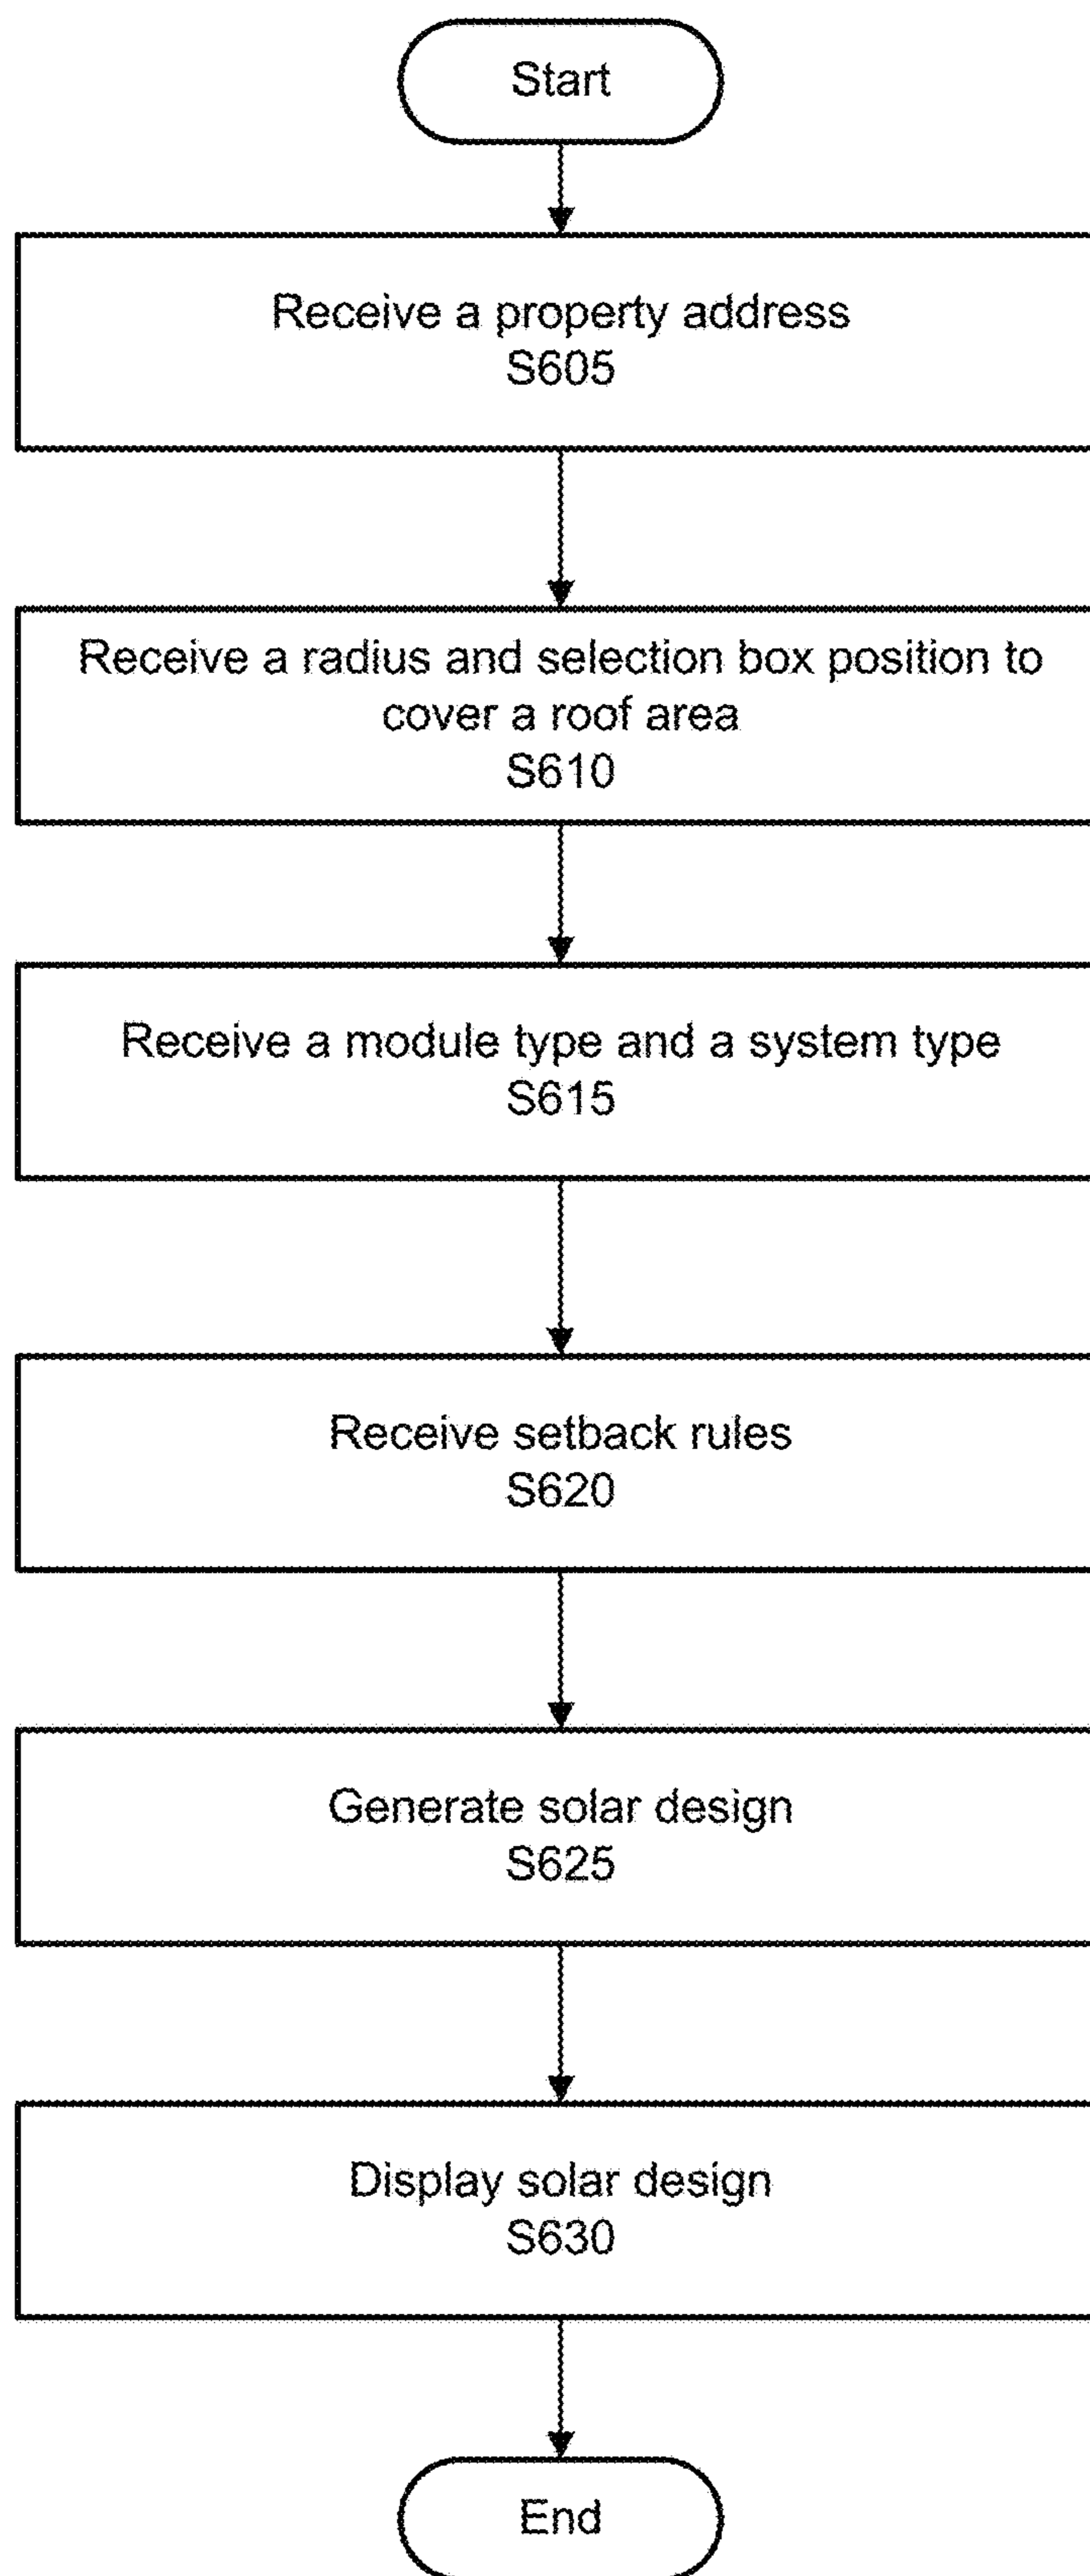 Start
Receive a property address
S605
Receive a radius and selection box position to
cover a roof area
S610
Receive a module type and a system type
S615
Receive setback rules
S620
Generate solar design
S625
Display solar design
S630
End